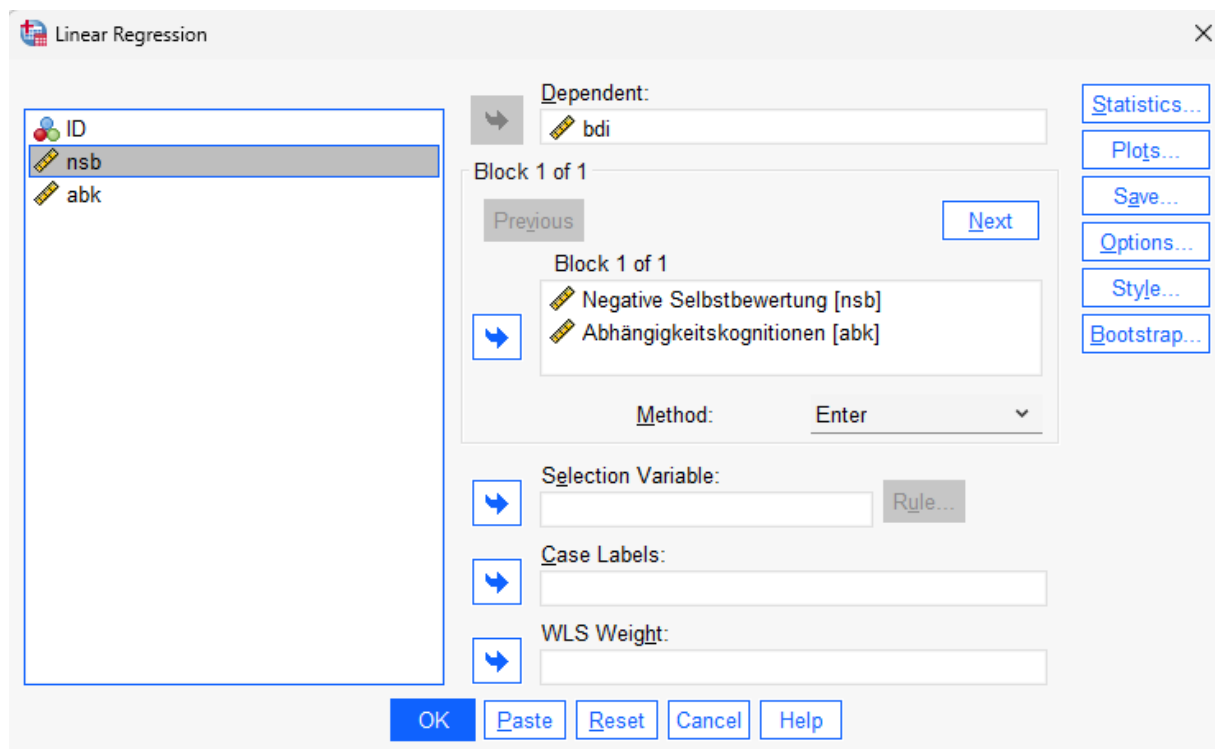 Linear Regression
ID
nsb
abk
Dependent:
bdi
Block 1 of 1
Previous
Next
Block 1 of 1
Negative Selbstbewertung [nsb]
Abhängigkeitskognitionen [abk]
Method:
Enter
Selection Variable:
Rule...
Case Labels:
WLS Weight:
Statistics...
Plots...
Save...
Options...
Style...
Bootstrap...
OK
Paste
Reset
Cancel
Help